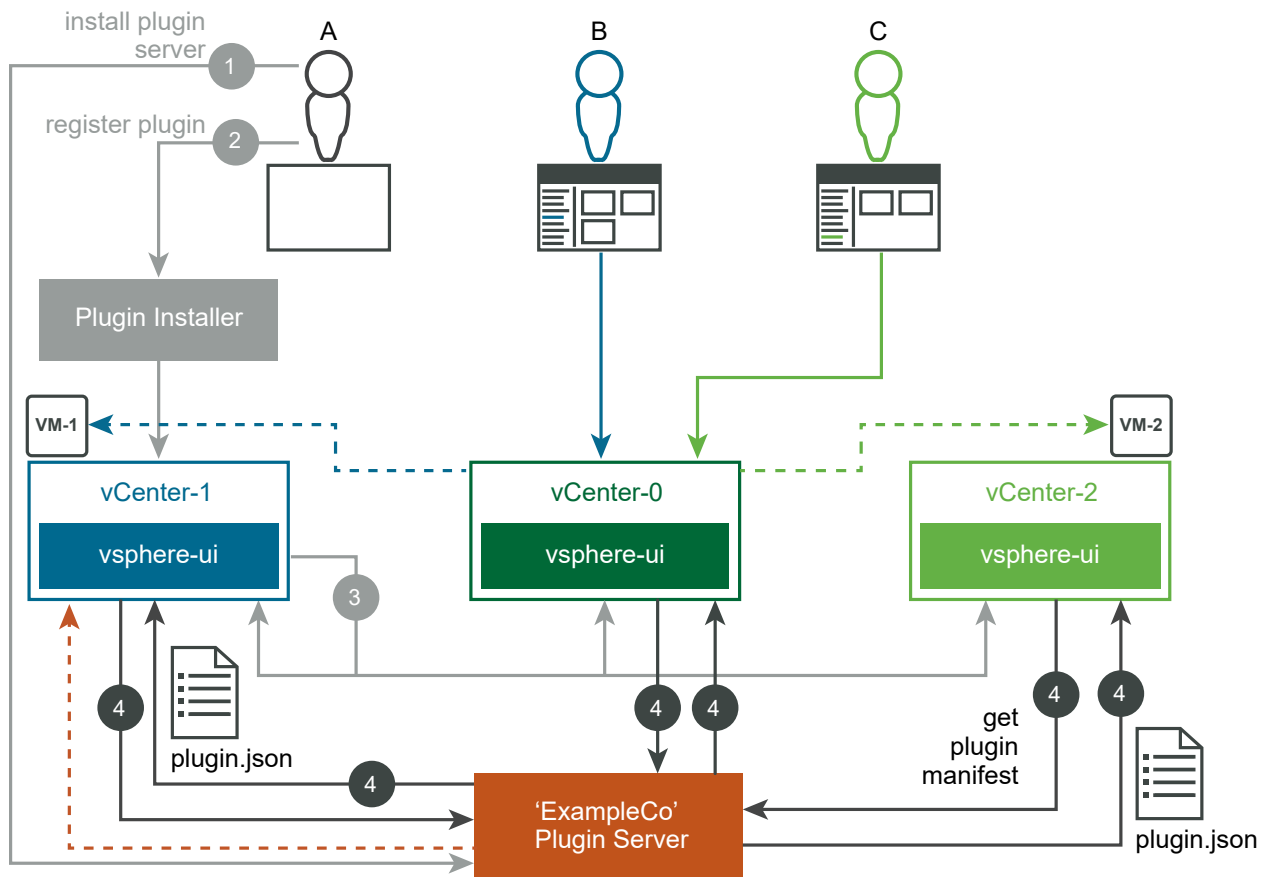 install plugin
server
1
A
B
C
register plugin
2
Plugin Installer
VM-1
VM-2
vCenter-1
vsphere-ui
vCenter-0
vsphere-ui
vCenter-2
vsphere-ui
3
4
plugin.json
4
4
4
get
plugin
manifest
4
4
plugin.json
4
‘ExampleCo’
Plugin Server